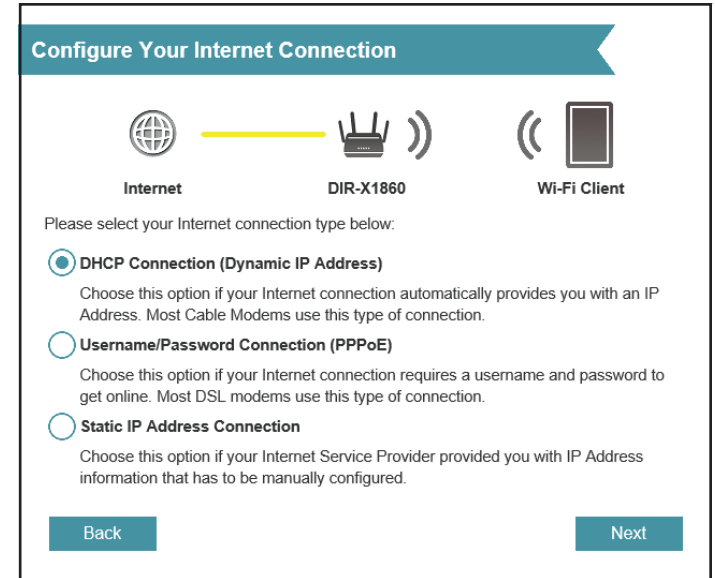 Configure Your Internet Connection
Internet
DIR-X1860
Wi-Fi Client
Please select your Internet connection type below:
DHCP Connection (Dynamic IP Address)
Choose this option if your Internet connection automatically provides you with an IP
Address. Most Cable Modems use this type of connection.
Username/Password Connection (PPPoE)
Choose this option if your Internet connection requires a username and password to
get online. Most DSL modems use this type of connection.
Static IP Address Connection
Choose this option if your Internet Service Provider provided you with IP Address
information that has to be manually configured.
Back
Next